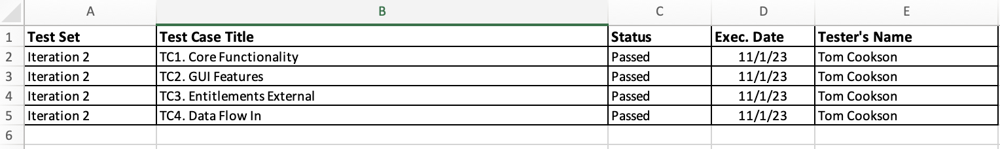 A B C D E
1 Test Set Test Case Title Status Exec. Date Tester's Name
2 Iteration 2 TC1. Core Functionality Passed 11/1/23 Tom Cookson
3 Iteration 2 TC2. GUI Features Passed 11/1/23 Tom Cookson
4 Iteration 2 TC3. Entitlements External Passed 11/1/23 Tom Cookson
5 Iteration 2 TC4. Data Flow In Passed 11/1/23 Tom Cookson
6